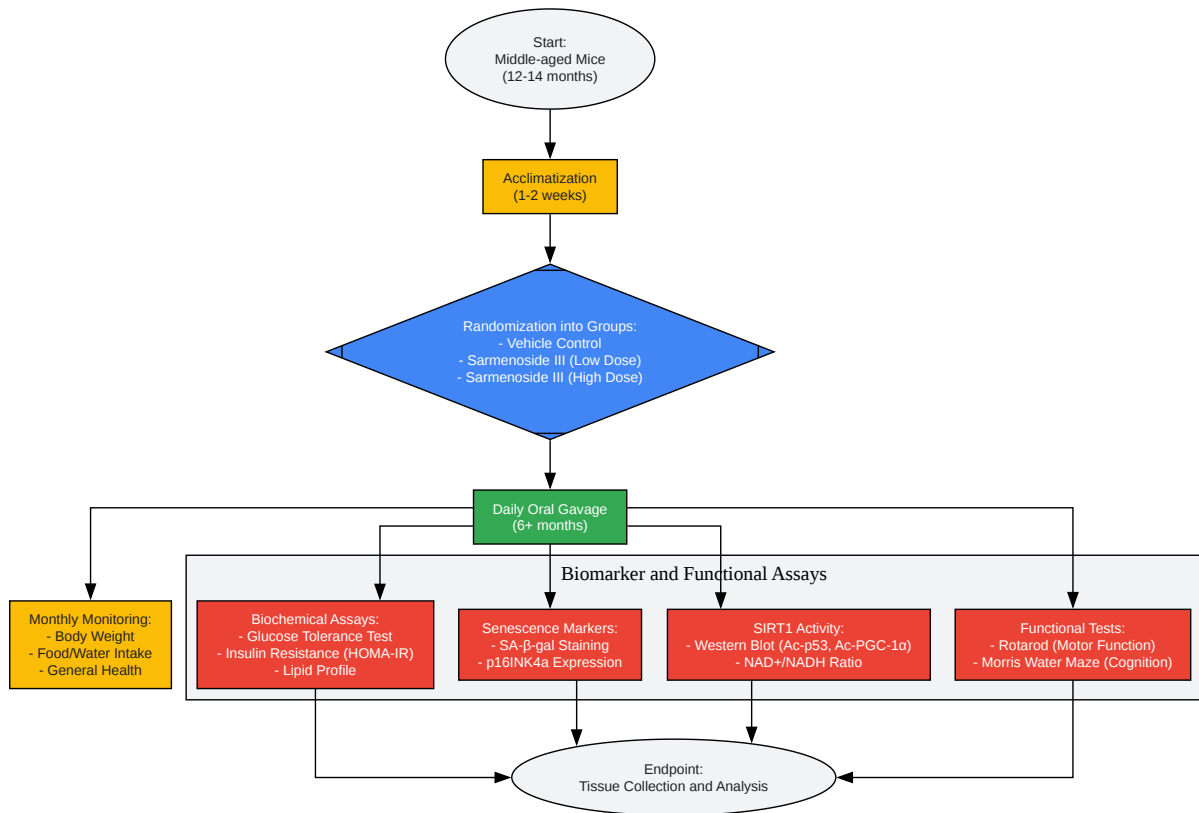 Start:
Middle-aged Mice
(12-14 months)
Acclimatization
(1-2 weeks)
Randomization into Groups:
- Vehicle Control
- Sarmenoside III (Low Dose)
- Sarmenoside III (High Dose)
Daily Oral Gavage
(6+ months)
Biomarker and Functional Assays
Monthly Monitoring:
- Body Weight
- Food/Water Intake
- General Health
Biochemical Assays:
- Glucose Tolerance Test
- Insulin Resistance (HOMA-IR)
- Lipid Profile
Senescence Markers:
- SA-β-gal Staining
- p16INK4a Expression
SIRT1 Activity:
- Western Blot (Ac-p53, Ac-PGC-1α)
- NAD+/NADH Ratio
Functional Tests:
- Rotarod (Motor Function)
- Morris Water Maze (Cognition)
Endpoint:
Tissue Collection and Analysis